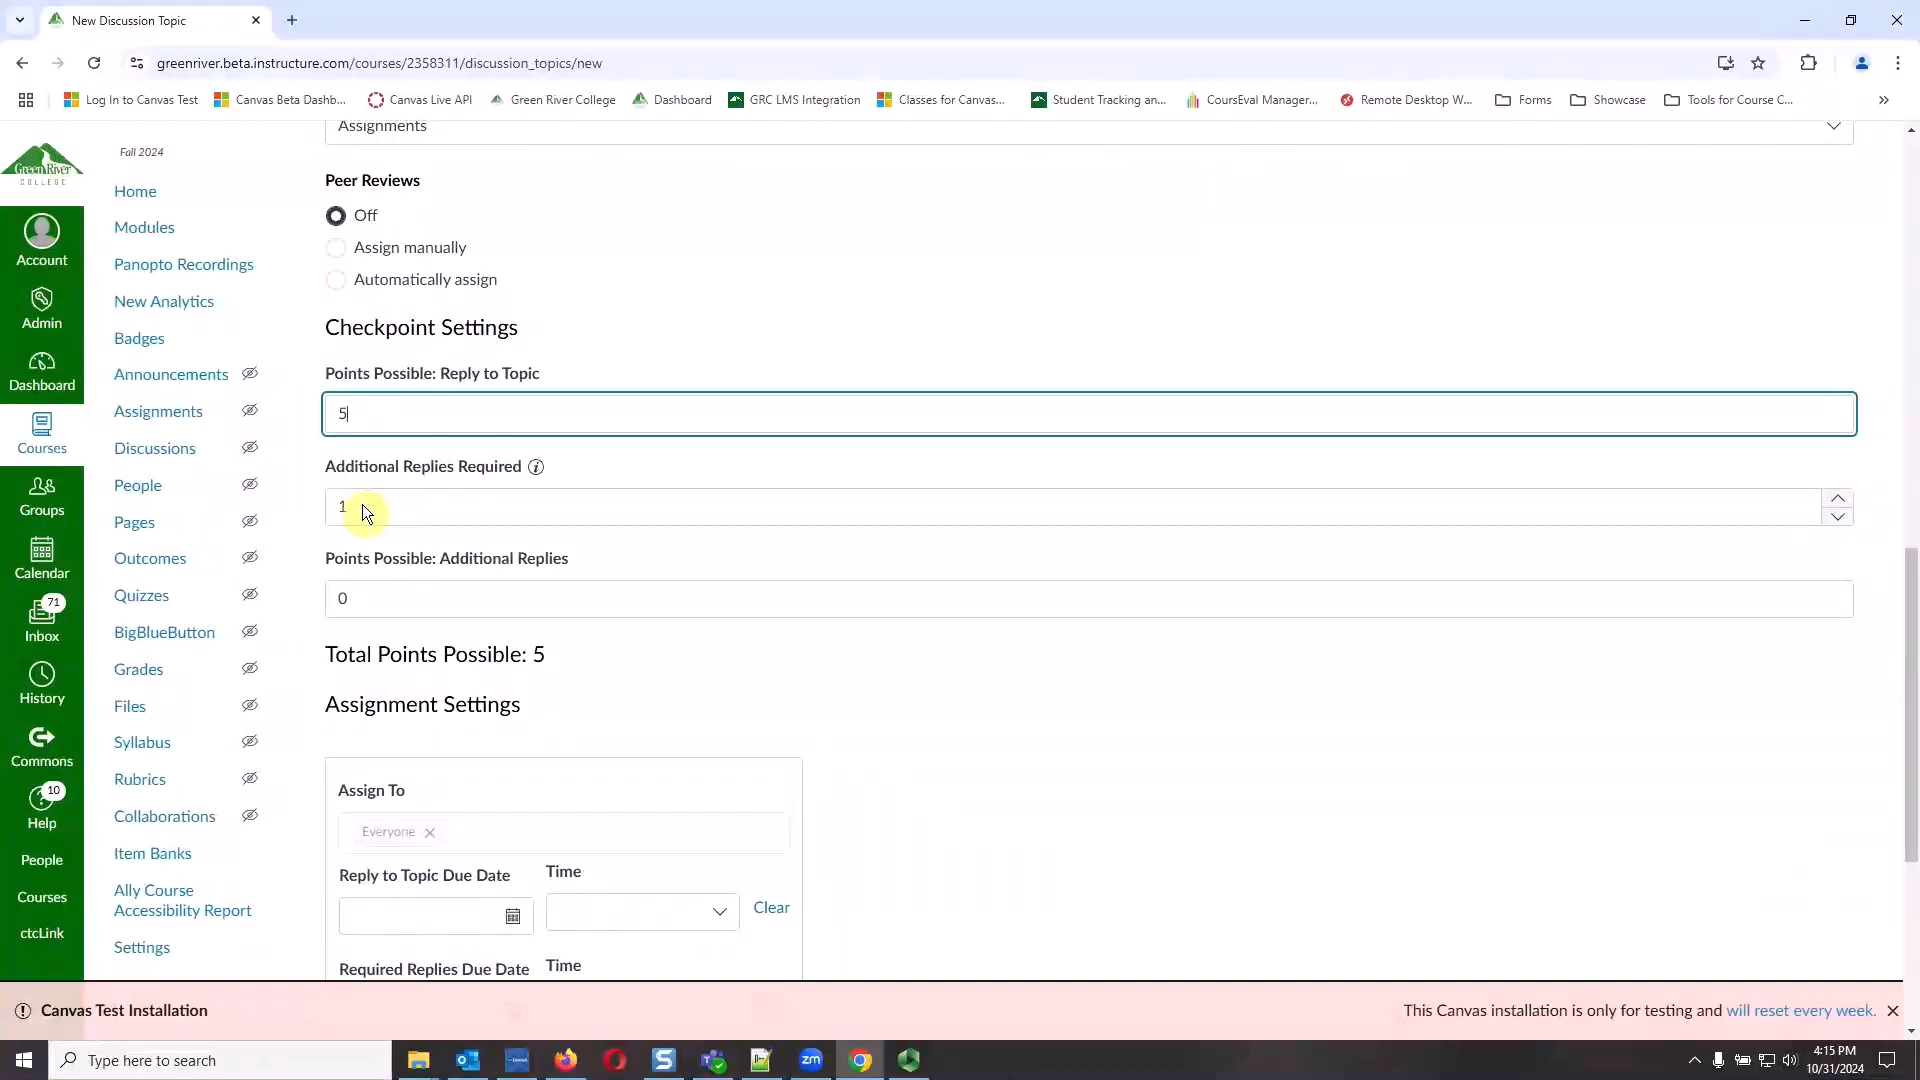 New Discussion Topic
greenriver.beta.instructure.com/courses/2358311/discussion_topics/new
Log In to Canvas Test
Canvas Beta Dashb...
Canvas Live API
Green River College
Dashboard
GRC LMS Integration
Classes for Canvas...
Student Tracking an...
CoursEval Manager...
Remote Desktop W...
Forms
Showcase
Tools for Course C...
Green River
COLLEGE
Account
Admin
Dashboard
Courses
Groups
Calendar
71
Inbox
History
Commons
10
Help
People
Courses
ctcLink
Fall 2024
Home
Modules
Panopto Recordings
New Analytics
Badges
Announcements
Assignments
Discussions
People
Pages
Outcomes
Quizzes
BigBlueButton
Grades
Files
Syllabus
Rubrics
Collaborations
Item Banks
Ally Course
Accessibility Report
Settings
Assignments
Peer Reviews
Off
Assign manually
Automatically assign
Checkpoint Settings
Points Possible: Reply to Topic
5
Additional Replies Required
1
Points Possible: Additional Replies
0
Total Points Possible: 5
Assignment Settings
Assign To
Everyone
Reply to Topic Due Date
Time
Clear
Required Replies Due Date
Time
Canvas Test Installation
This Canvas installation is only for testing and will reset every week.
Type here to search
zm
4:15 PM
10/31/2024